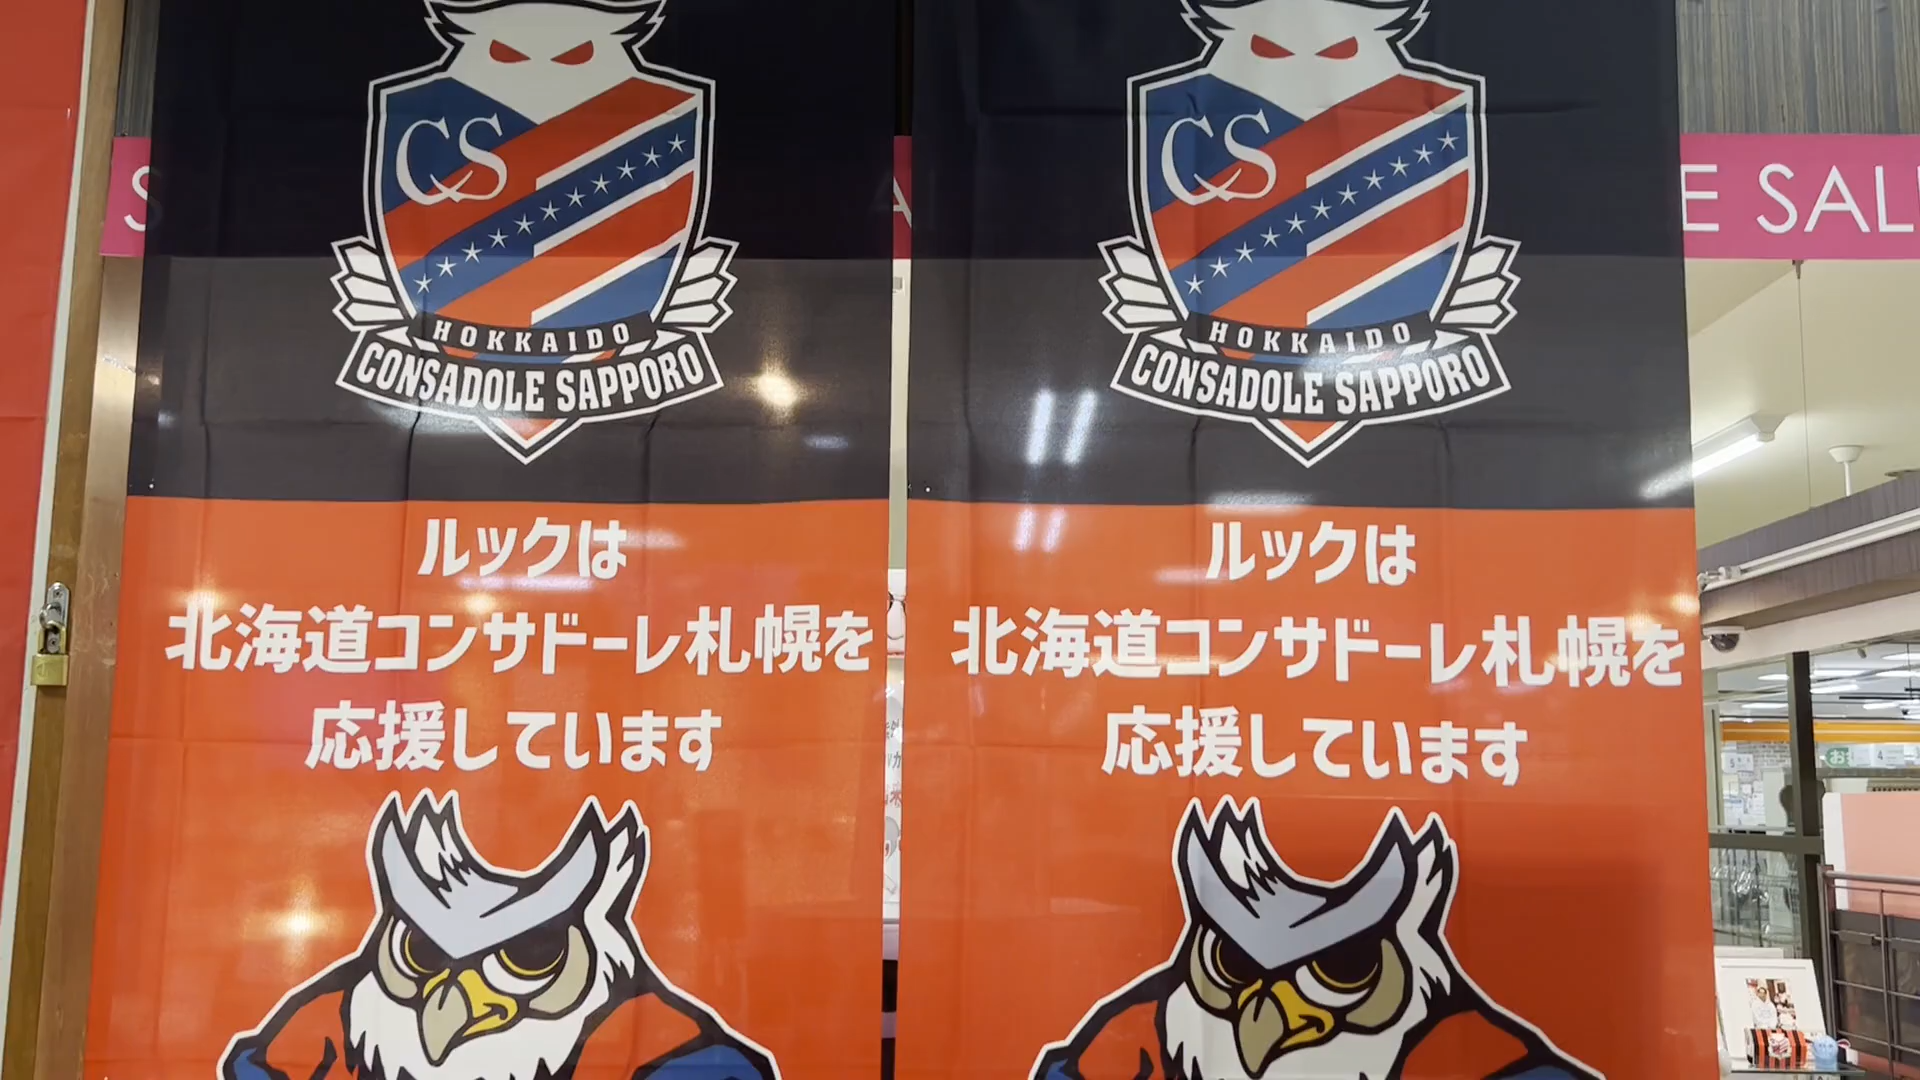 CS
HOKKAIDO
CONSADOLE SAPPORO
ルックは
北海道コンサドーレ札幌を
応援しています
CS
HOKKAIDO
CONSADOLE SAPPORO
ルックは
北海道コンサドーレ札幌を
応援しています
E SAL